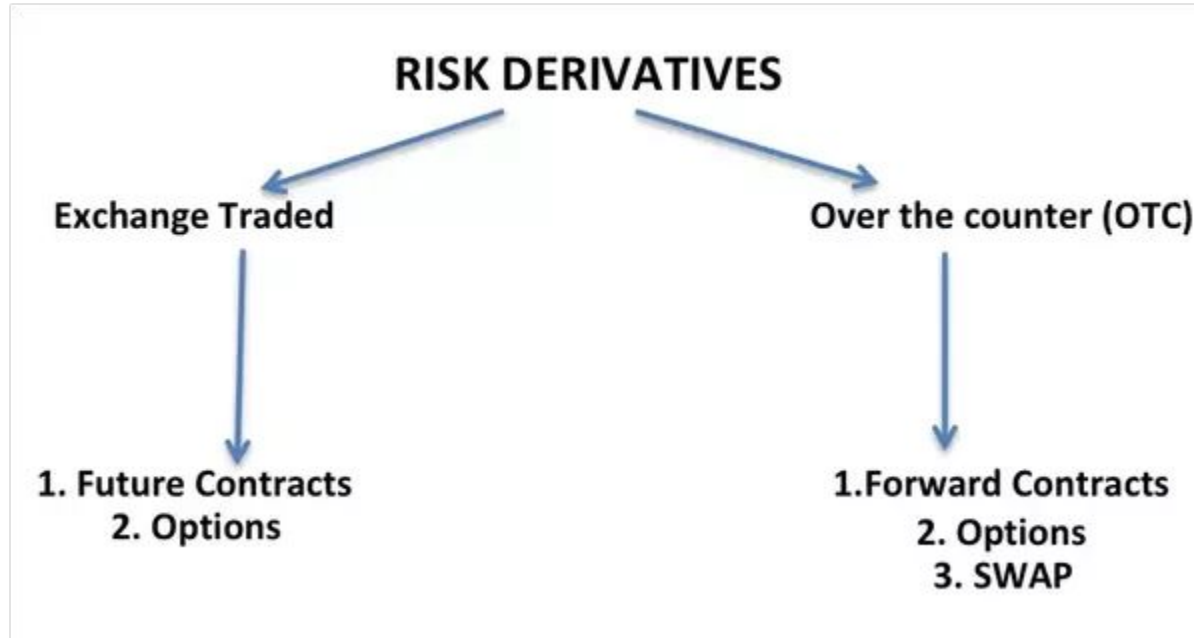 RISK DERIVATIVES
Exchange Traded
Over the counter (OTC)
1. Future Contracts
2. Options
1.Forward Contracts
2. Options
3. SWAP